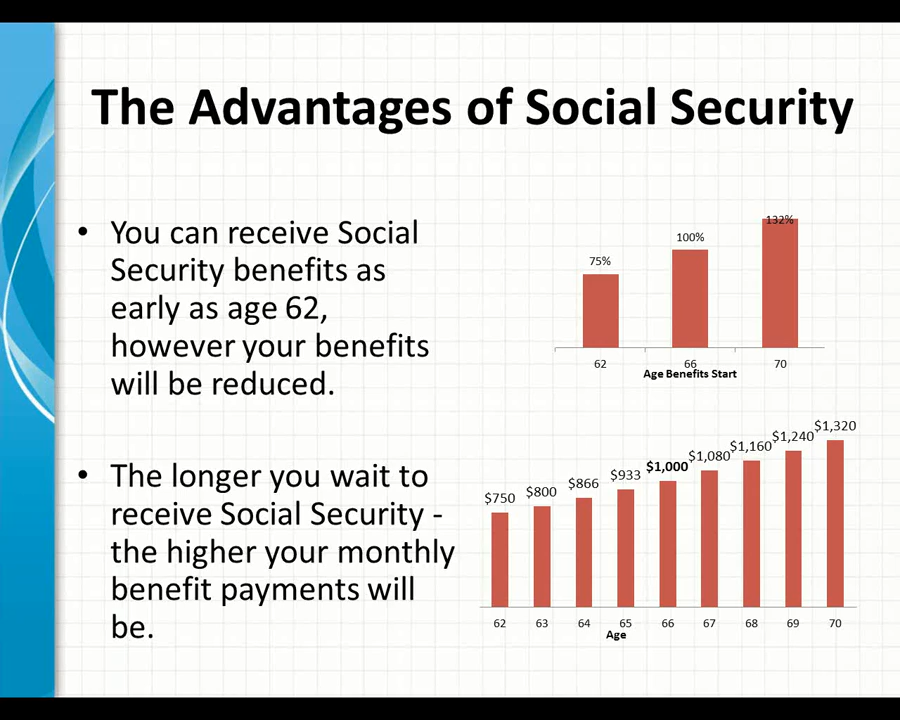 The Advantages of Social Security
• You can receive Social
Security benefits as
early as age 62,
however your benefits
will be reduced.
• The longer you wait to
receive Social Security -
the higher your monthly
benefit payments will
be.
75% 100% 132%
62 66 70
Age Benefits Start
$750 $800 $866 $933 $1,000 $1,080 $1,160 $1,240 $1,320
62 63 64 65 66 67 68 69 70
Age